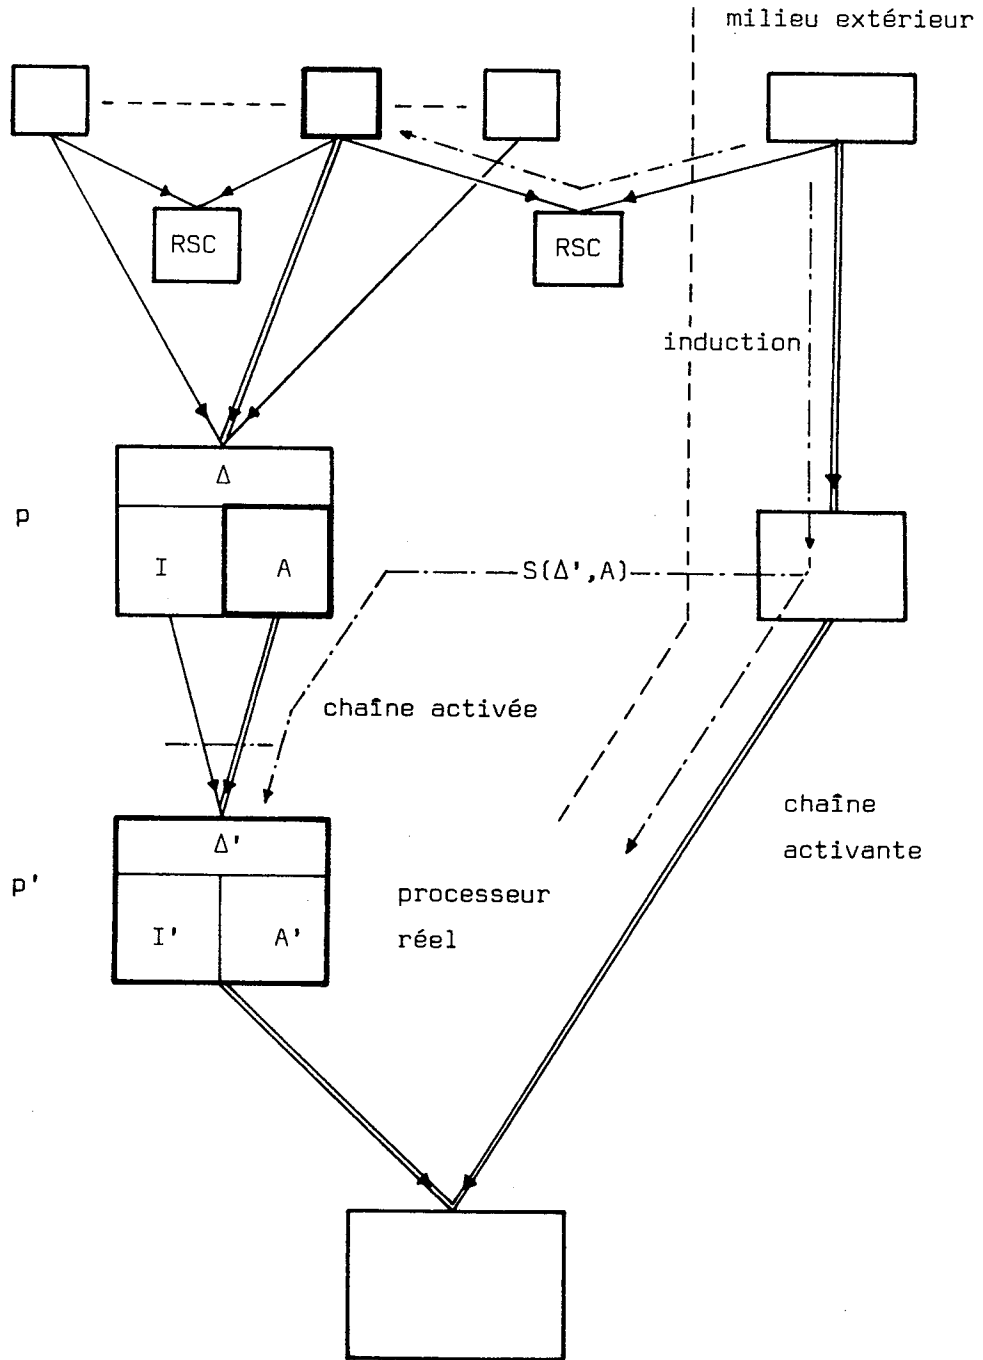 milieu extérieur
RSC
RSC
induction
Δ
p
I
A
S(Δ',A)
chaîne activée
chaîne
activante
Δ'
p'
processeur
réel
I'
A'